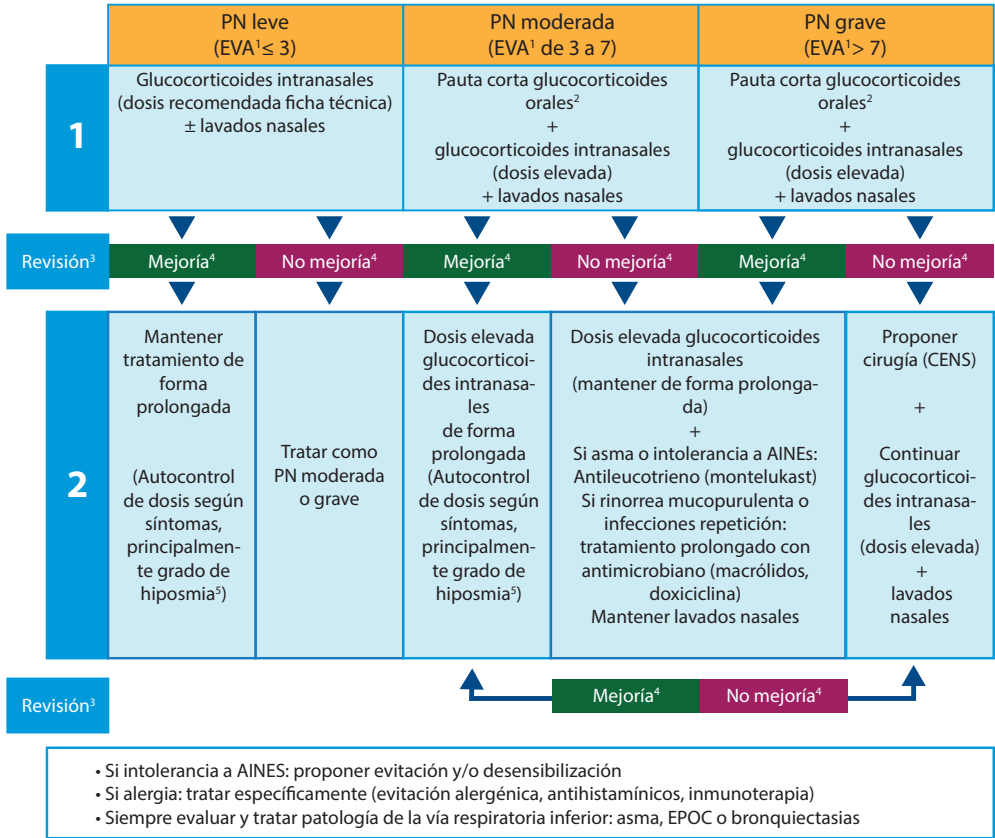 PN leve
(EVA¹≤ 3)
PN moderada
(EVA¹ de 3 a 7)
PN grave
(EVA¹> 7)
1
Glucocorticoides intranasales
(dosis recomendada ficha técnica)
± lavados nasales
Pauta corta glucocorticoides
orales²
+
glucocorticoides intranasales
(dosis elevada)
+ lavados nasales
Pauta corta glucocorticoides
orales²
+
glucocorticoides intranasales
(dosis elevada)
+ lavados nasales
Revisión³
Mejoría⁴
No mejoría⁴
Mejoría⁴
No mejoría⁴
Mejoría⁴
No mejoría⁴
2
Mantener
tratamiento de
forma
prolongada
(Autocontrol
de dosis según
síntomas,
principalmen-
te grado de
hiposmia⁵)
Tratar como
PN moderada
o grave
Dosis elevada
glucocorticoi-
des intranasa-
les
de forma
prolongada
(Autocontrol
de dosis según
síntomas,
principalmen-
te grado de
hiposmia⁵)
Dosis elevada glucocorticoides
intranasales
(mantener de forma prolonga-
da)
+
Si asma o intolerancia a AINEs:
Antileucotrieno (montelukast)
Si rinorrea mucopurulenta o
infecciones repetición:
tratamiento prolongado con
antimicrobiano (macrólidos,
doxiciclina)
Mantener lavados nasales
Proponer
cirugía (CENS)
+
Continuar
glucocorticoi-
des intranasa-
les
(dosis elevada)
+
lavados
nasales
Revisión³
Mejoría⁴
No mejoría⁴
• Si intolerancia a AINES: proponer evitación y/o desensibilización
• Si alergia: tratar específicamente (evitación alergénica, antihistamínicos, inmunoterapia)
• Siempre evaluar y tratar patología de la vía respiratoria inferior: asma, EPOC o bronquiectasias